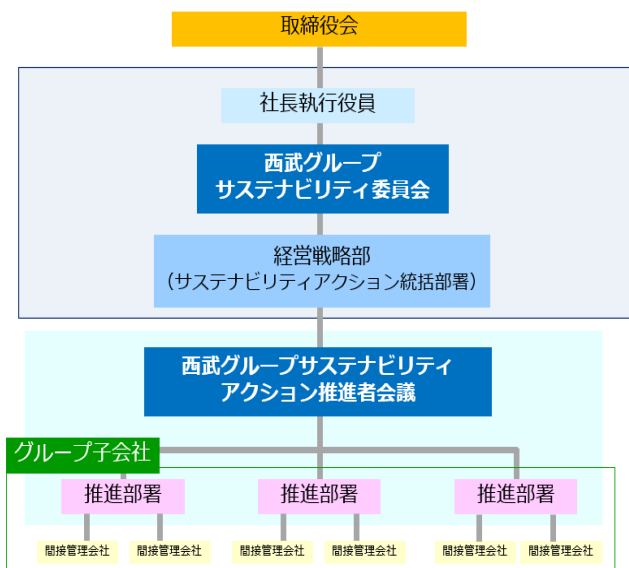 取締役会
社長執行役員
西武グループ
サステナビリティ委員会
経営戦略部
（サステナビリティアクション統括部署）
西武グループサステナビリティ
アクション推進者会議
グループ子会社
推進部署
推進部署
推進部署
間接管理会社
間接管理会社
間接管理会社
間接管理会社
間接管理会社
間接管理会社